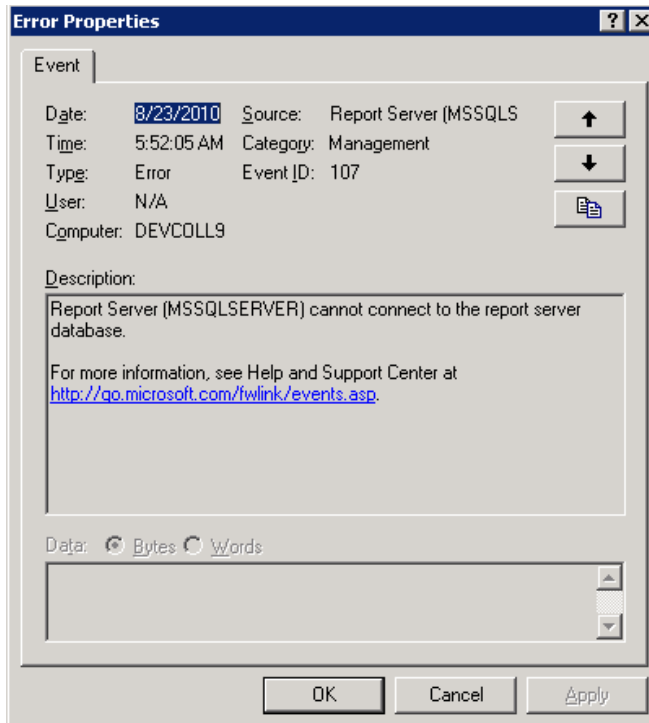 Error Properties
Event
Date: 8/23/2010 Source: Report Server (MSSQLS
Time: 5:52:05 AM Category: Management
Type: Error Event ID: 107
User: N/A
Computer: DEVCOLL9
Description:
Report Server (MSSQLSERVER) cannot connect to the report server
database.
For more information, see Help and Support Center at
http://go.microsoft.com/fwlink/events.asp.
Data: Bytes Words
OK Cancel Apply